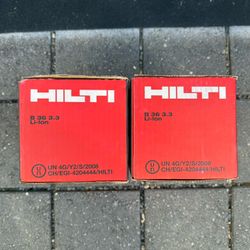 HILTI
B 36 3.3
Li-Ion
UN 4G/Y2/S/2008
CH/EGI-4204444/HILTI
HILTI
B 36 3.3
Li-Ion
UN 4G/Y2/S/2008
CH/EGI-4204444/HILTI